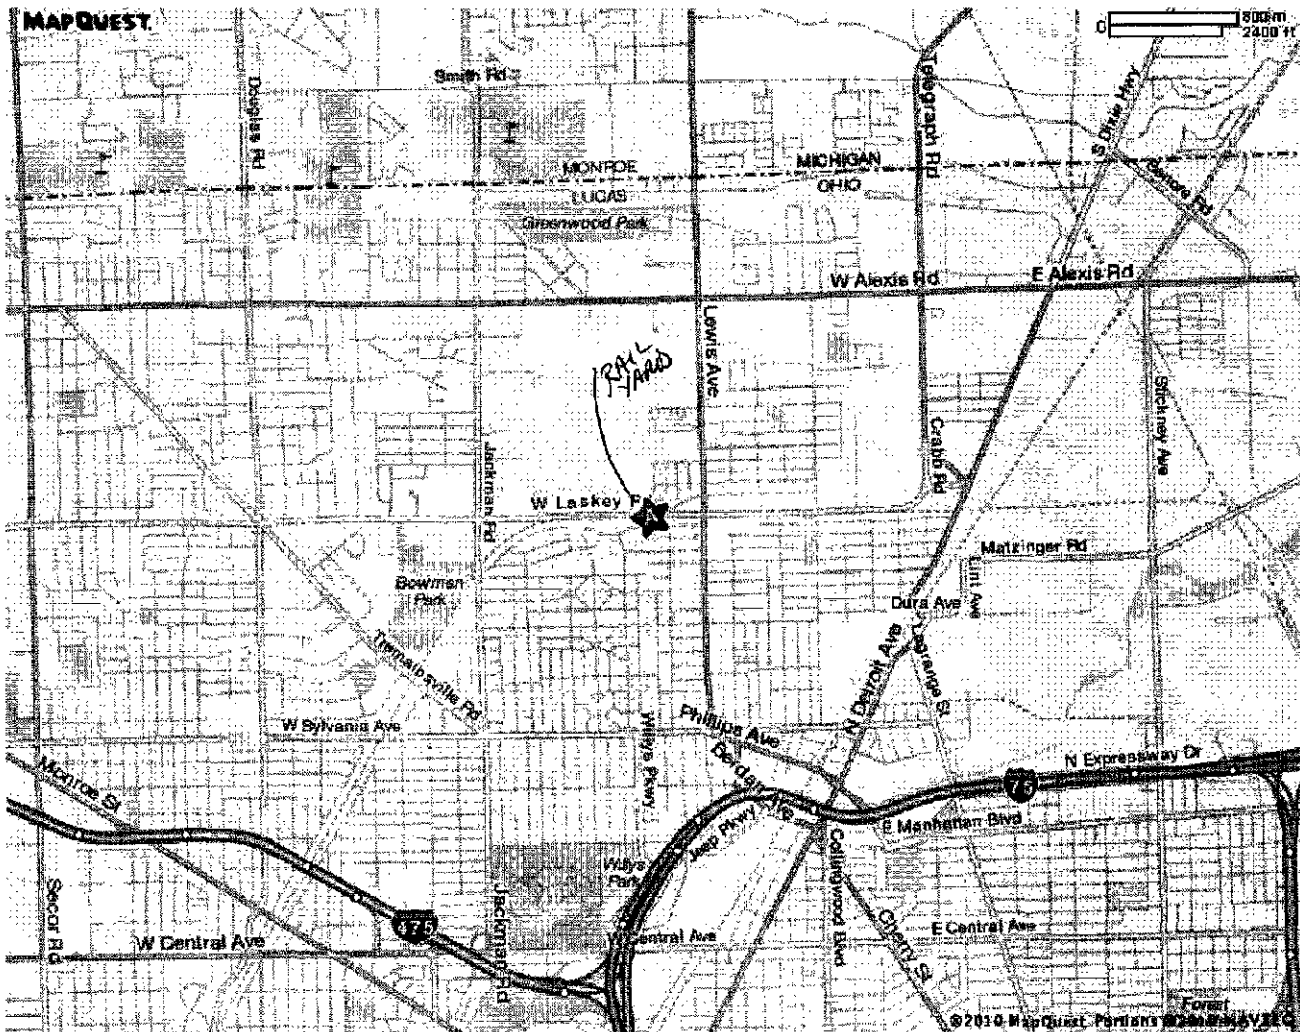 MAPQUEST.
800 m
0
2400 ft
Smith Rd
Douglas Rd
Telegraph Rd
S Dixie Hwy
MONROE
MICHIGAN
LUCAS
OHIO
Greenwood Park
Benore Rd
W Alexis Rd
E Alexis Rd
Lewis Ave
RAIL
YARD
Stickney Ave
Crabb Rd
Jackman Rd
W Laskey
Matzinger Rd
Lint Ave
Bowman
Park
Dura Ave
Tremainsville Rd
N Detroit Ave
Lagrange St
W Sylvania Ave
Willys Pkwy
Phillips Ave
Berdan Ave
N Expressway Dr
Monroe St
75
Jeep Pkwy
E Manhattan Blvd
Collingwood Blvd
Willys
Park
Secor Rd
Jackman Rd
475
Cherry St
W Central Ave
W Central Ave
E Central Ave
Forest
©2010 MapQuest Portions